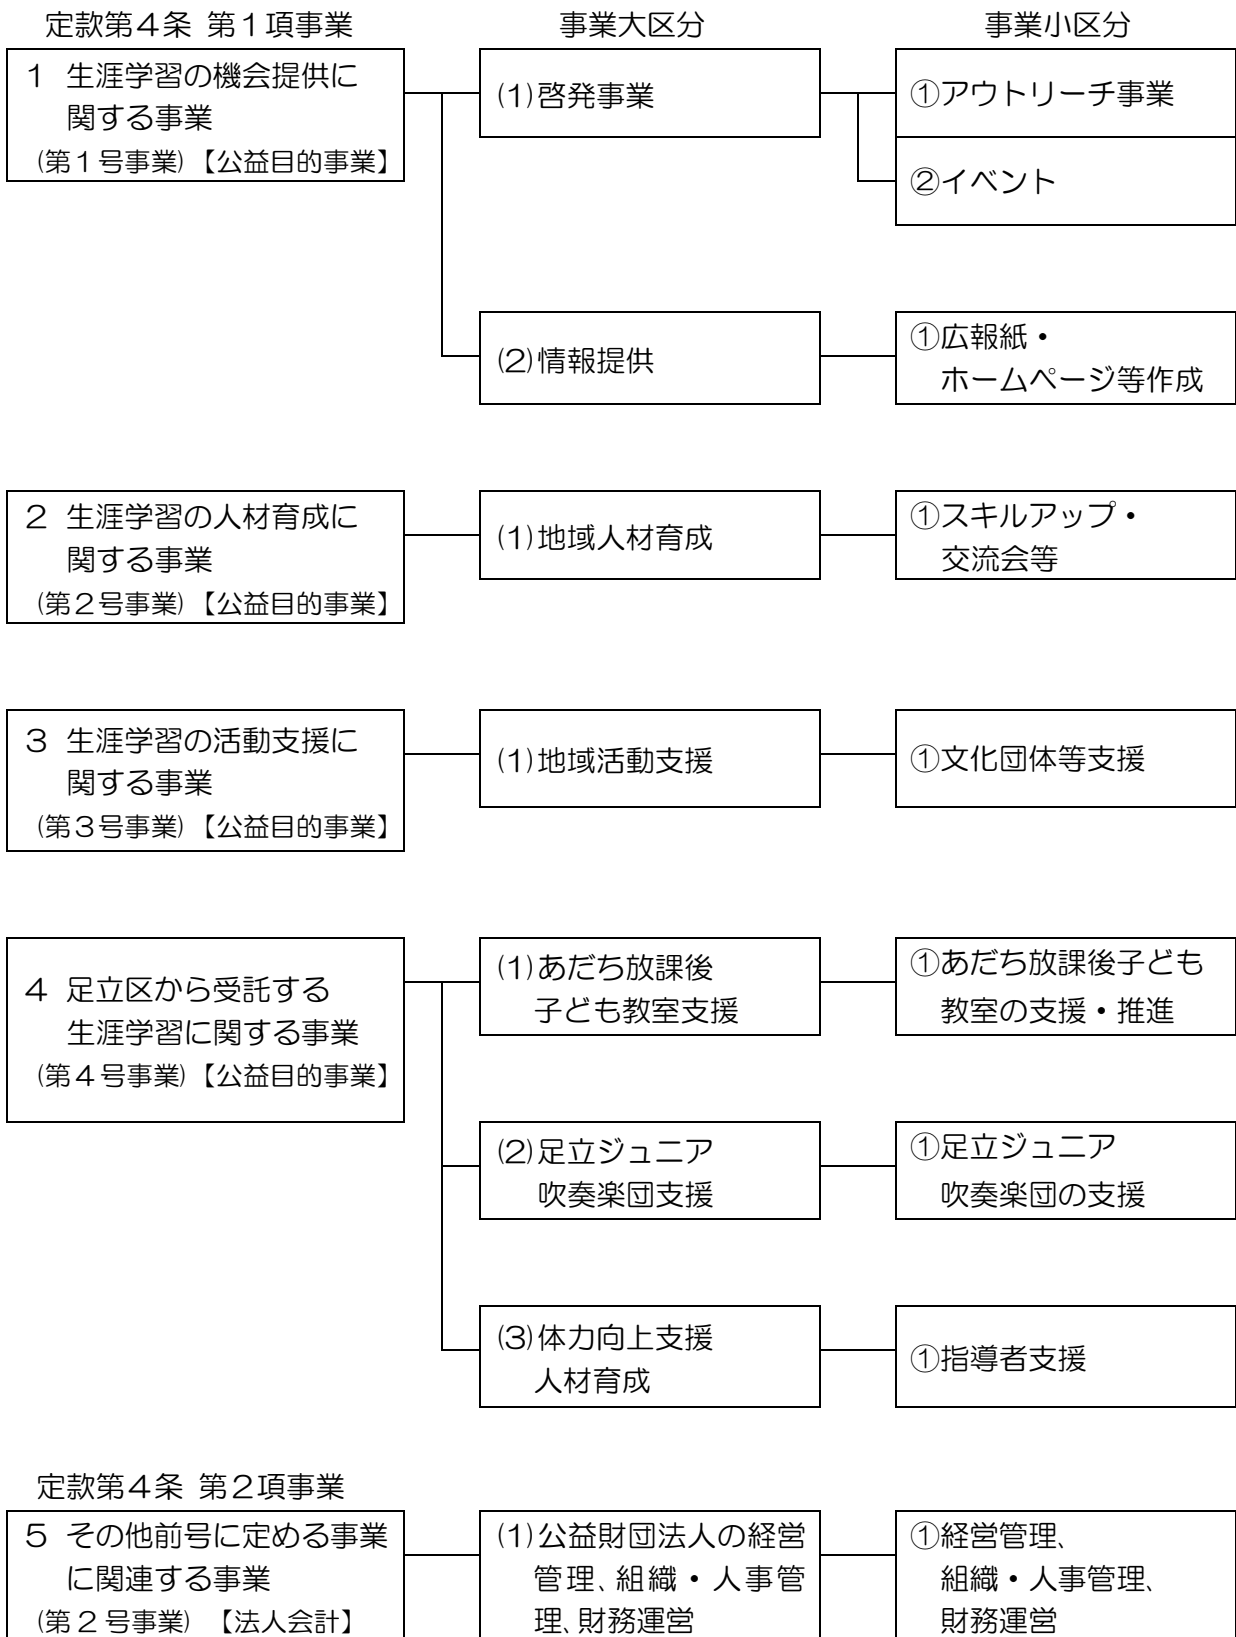 定款第４条 第１項事業
事業大区分
事業小区分
１ 生涯学習の機会提供に
関する事業
(第１号事業)【公益目的事業】
(1)啓発事業
①アウトリーチ事業
②イベント
(2)情報提供
①広報紙・
ホームページ等作成
２ 生涯学習の人材育成に
関する事業
(第２号事業)【公益目的事業】
(1)地域人材育成
①スキルアップ・
交流会等
３ 生涯学習の活動支援に
関する事業
(第３号事業)【公益目的事業】
(1)地域活動支援
①文化団体等支援
４ 足立区から受託する
生涯学習に関する事業
(第４号事業)【公益目的事業】
(1)あだち放課後
子ども教室支援
①あだち放課後子ども
教室の支援・推進
(2)足立ジュニア
吹奏楽団支援
①足立ジュニア
吹奏楽団の支援
(3)体力向上支援
人材育成
①指導者支援
定款第４条 第２項事業
５ その他前号に定める事業
に関連する事業
(第２号事業) 【法人会計】
(1)公益財団法人の経営
管理、組織・人事管
理、財務運営
①経営管理、
組織・人事管理、
財務運営